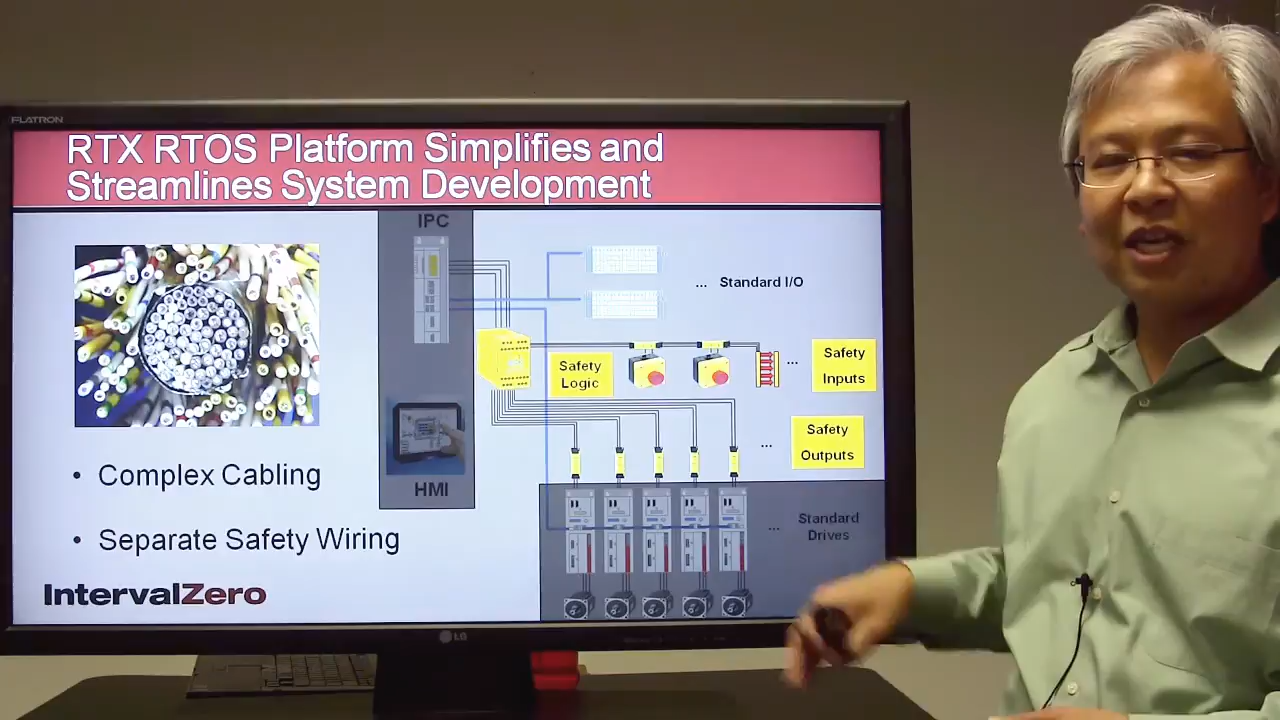 FLATRON
RTX RTOS Platform Simplifies and
Streamlines System Development
IPC
... Standard I/O
Safety
Logic
... Safety
Inputs
... Safety
Outputs
HMI
... Standard
Drives
• Complex Cabling
• Separate Safety Wiring
IntervalZero
LG